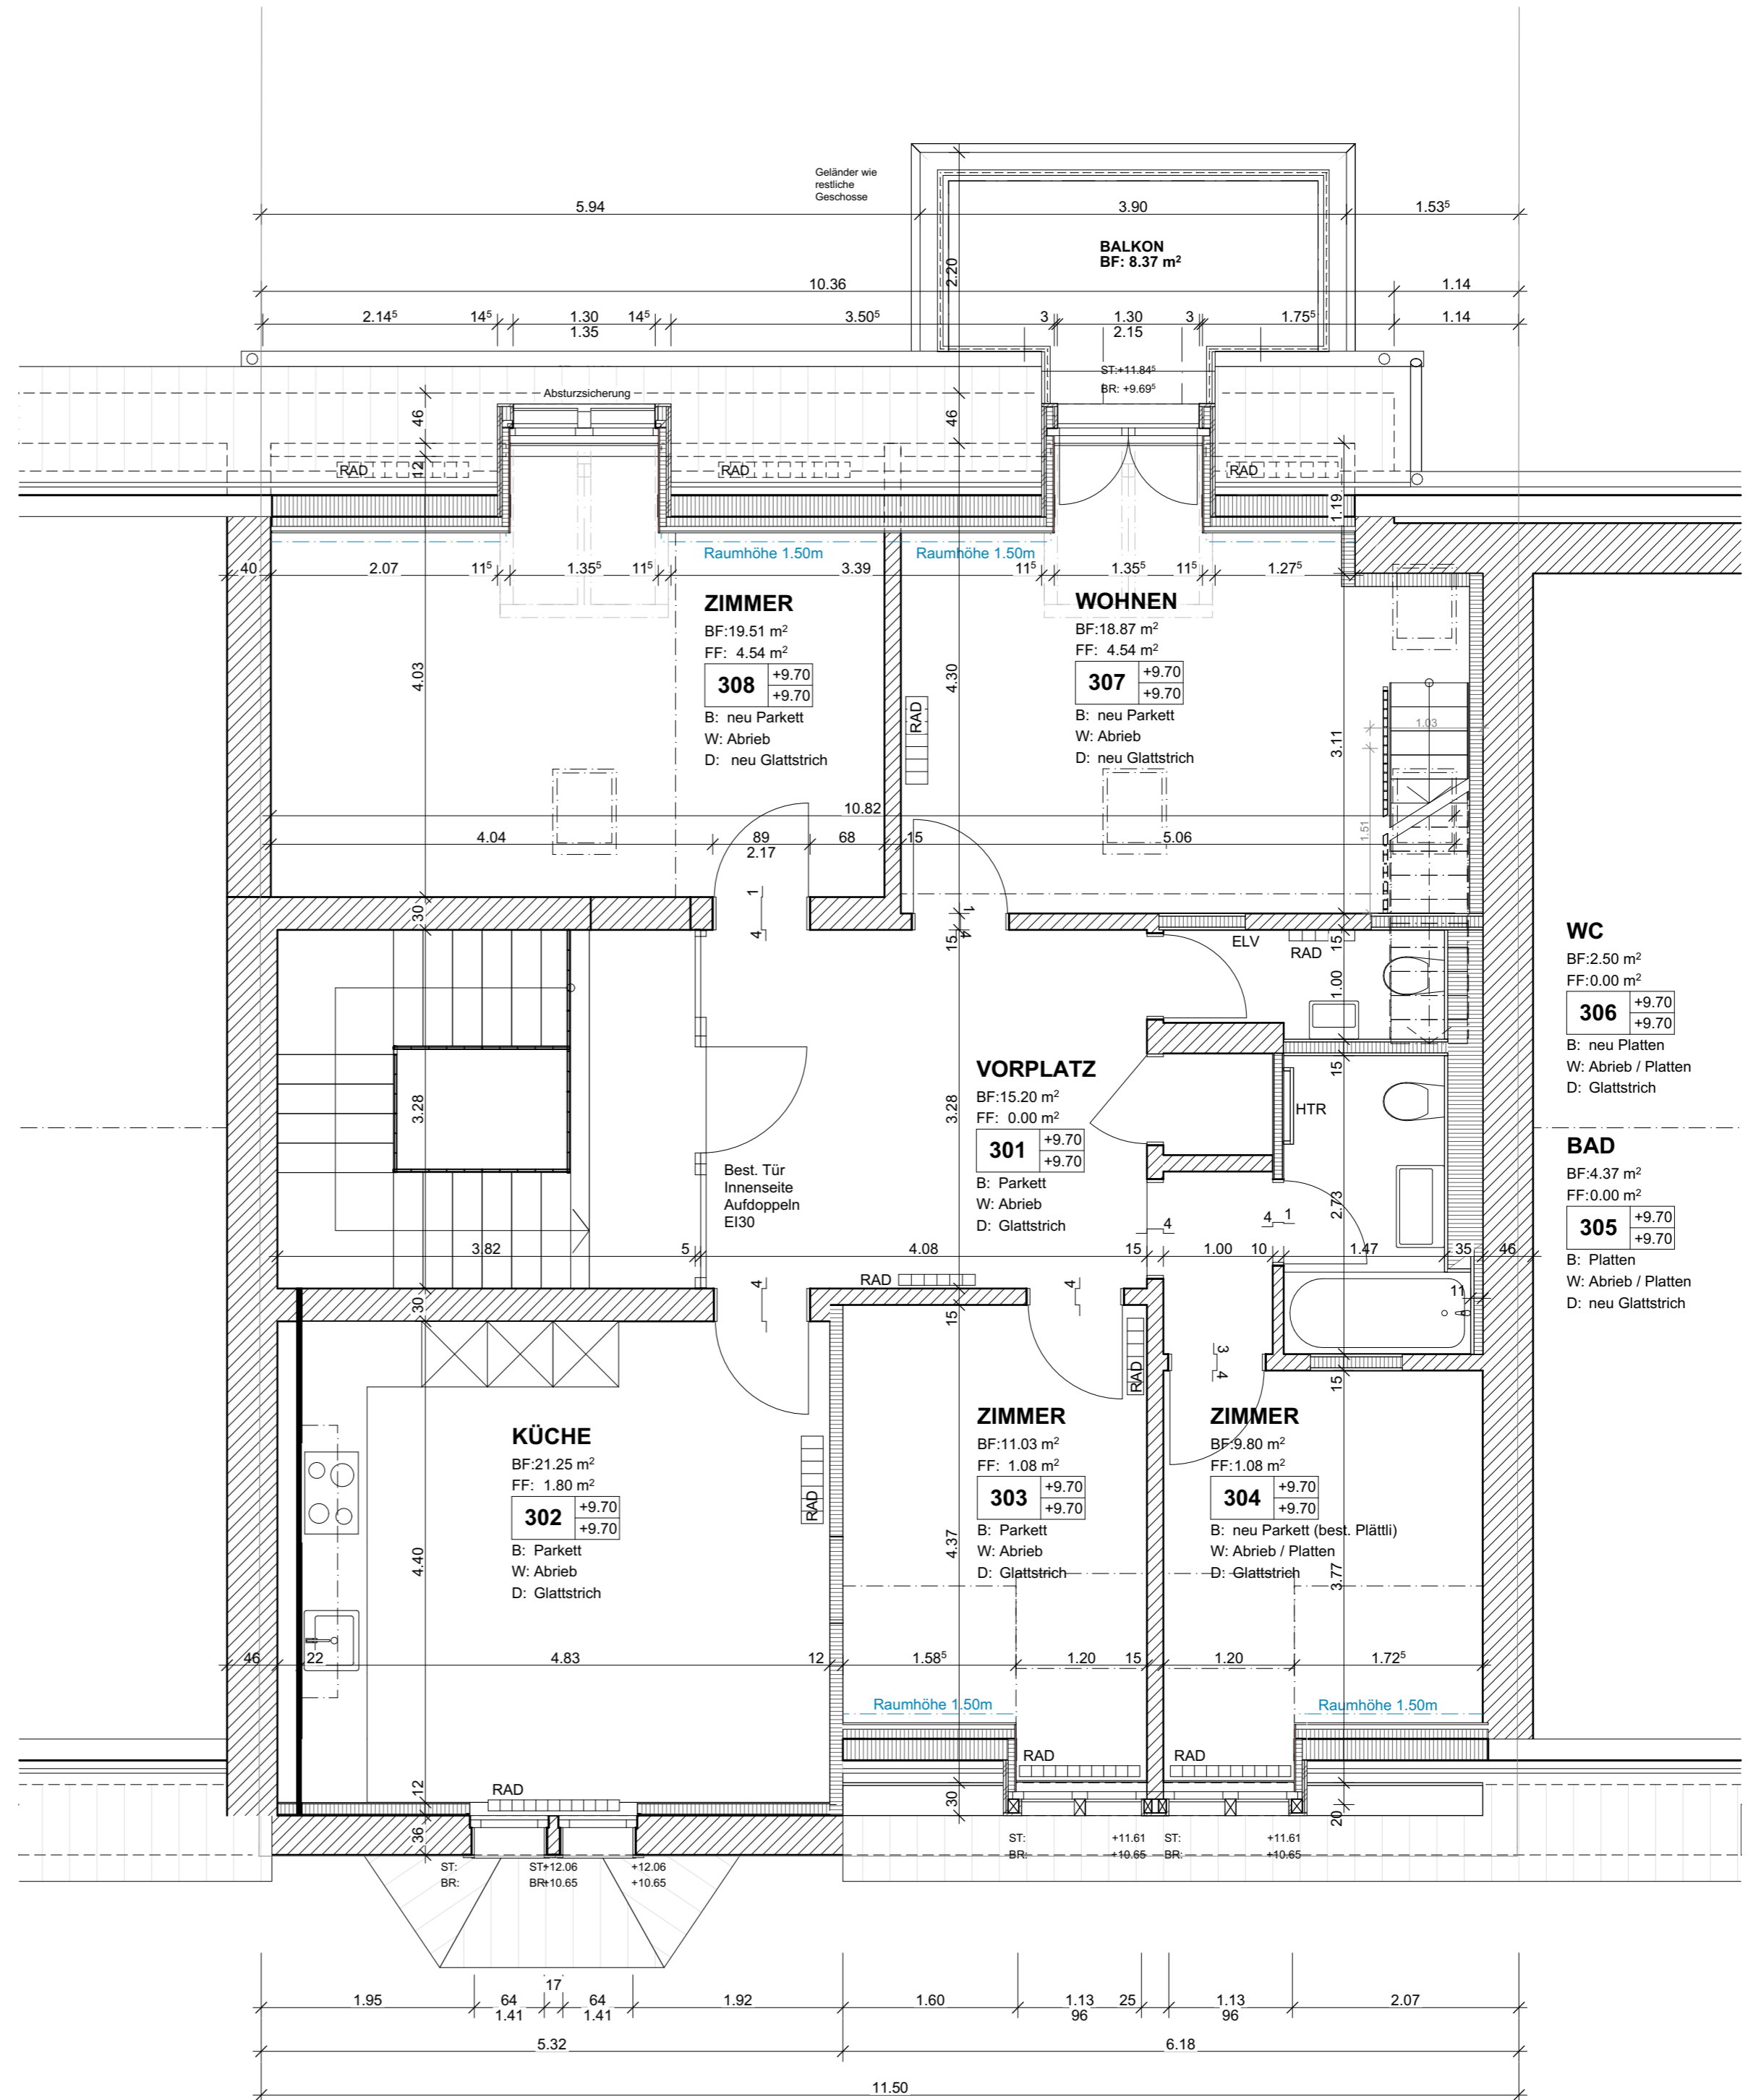 Geländer wie
restliche
Geschosse
5.94
3.90
1.53⁵
BALKON
BF: 8.37 m²
2.20
10.36
1.14
2.14⁵
14⁵
1.30
1.35
14⁵
3.50⁵
3
1.30
2.15
3
1.75⁵
1.14
ST:+11.84⁵
BR: +9.69⁵
Absturzsicherung
46
46
12
RAD
RAD
RAD
1.19
Raumhöhe 1.50m
Raumhöhe 1.50m
40
2.07
11⁵
1.35⁵
11⁵
3.39
11⁵
1.35⁵
11⁵
1.27⁵
ZIMMER
BF:19.51 m²
FF: 4.54 m²
308
+9.70
+9.70
B: neu Parkett
W: Abrieb
D: neu Glattstrich
4.03
WOHNEN
BF:18.87 m²
FF: 4.54 m²
307
+9.70
+9.70
B: neu Parkett
W: Abrieb
D: neu Glattstrich
4.30
RAD
3.11
1.03
1.51
10.82
4.04
89
2.17
68
15
5.06
1
4
30
1
4
15
ELV
RAD
15
1.00
WC
BF:2.50 m²
FF:0.00 m²
306
+9.70
+9.70
B: neu Platten
W: Abrieb / Platten
D: Glattstrich
3.28
VORPLATZ
BF:15.20 m²
FF: 0.00 m²
301
+9.70
+9.70
B: Parkett
W: Abrieb
D: Glattstrich
3.28
15
HTR
BAD
BF:4.37 m²
FF:0.00 m²
305
+9.70
+9.70
B: Platten
W: Abrieb / Platten
D: neu Glattstrich
Best. Tür
Innenseite
Aufdoppeln
EI30
2.73
4
4
1
3.82
5
4.08
15
1.00
10
1.47
35
46
11
RAD
4
4
30
15
RAD
3
4
15
KÜCHE
BF:21.25 m²
FF: 1.80 m²
302
+9.70
+9.70
B: Parkett
W: Abrieb
D: Glattstrich
4.40
RAD
ZIMMER
BF:11.03 m²
FF: 1.08 m²
303
+9.70
+9.70
B: Parkett
W: Abrieb
D: Glattstrich
4.37
ZIMMER
BF:9.80 m²
FF:1.08 m²
304
+9.70
+9.70
B: neu Parkett (best. Plättli)
W: Abrieb / Platten
D: Glattstrich
3.77
46
22
4.83
12
1.58⁵
1.20
15
1.20
1.72⁵
Raumhöhe 1.50m
Raumhöhe 1.50m
RAD
RAD
RAD
12
36
30
20
ST:
ST:+12.06
+12.06
BR:
BR:+10.65
+10.65
ST:
+11.61
ST:
+11.61
BR:
+10.65
BR:
+10.65
1.95
64
1.41
17
64
1.41
1.92
1.60
1.13
96
25
1.13
96
2.07
5.32
6.18
11.50